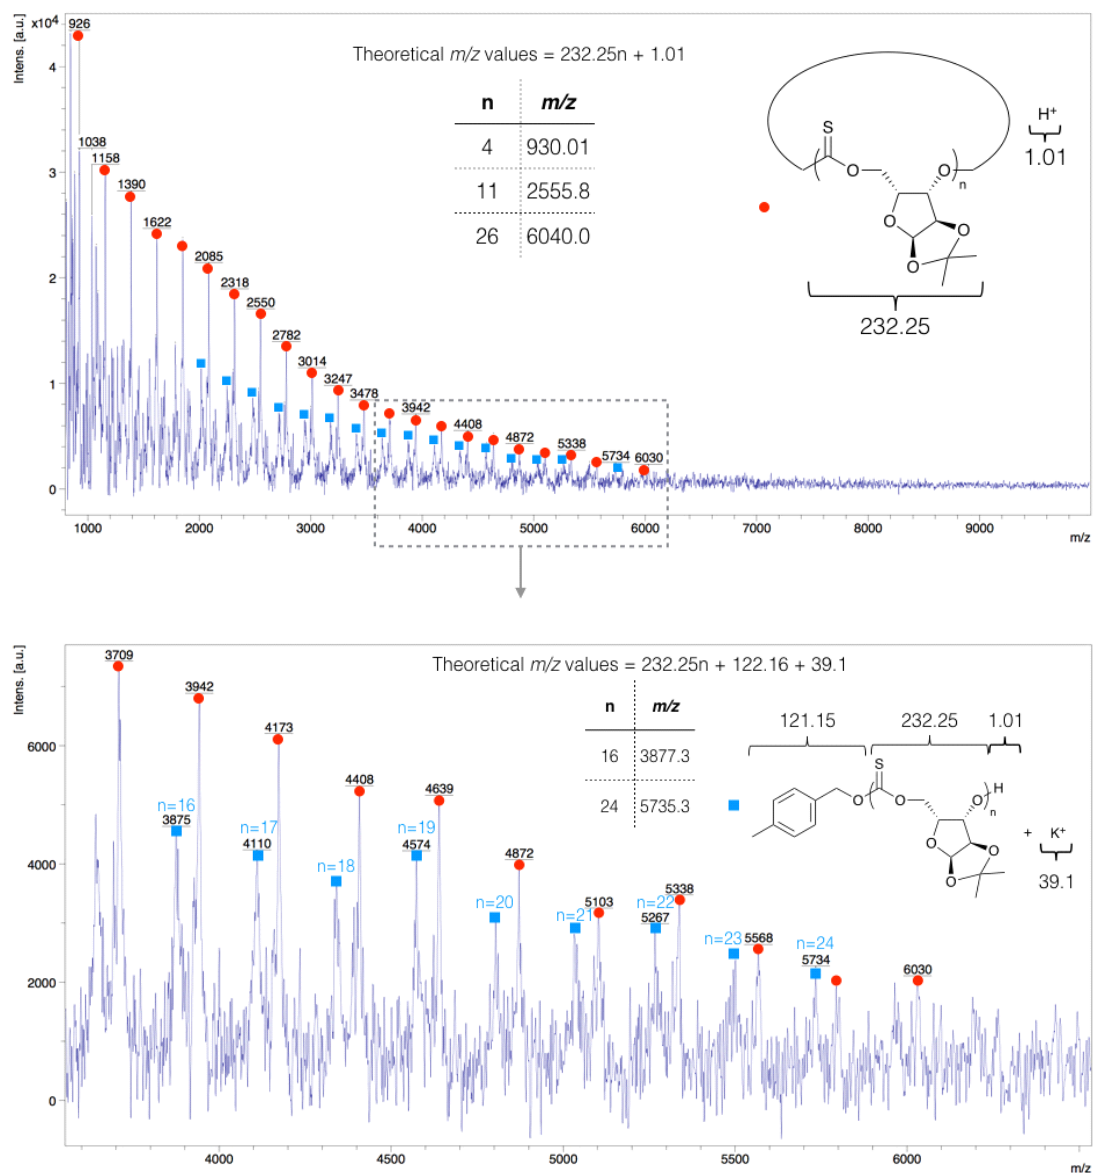 Intens. [a.u.]
x10⁴
4
3
2
1
0
926
1038
1158
1390
1622
2085
2318
2550
2782
3014
3247
3478
3942
4408
4872
5338
5734
6030
Theoretical m/z values = 232.25n + 1.01
n m/z
4 930.01
11 2555.8
26 6040.0
S
O
O
n
O
O
O
H⁺
1.01
232.25
1000 2000 3000 4000 5000 6000 7000 8000 9000
m/z
Intens. [a.u.]
6000
4000
2000
0
Theoretical m/z values = 232.25n + 122.16 + 39.1
n m/z
16 3877.3
24 5735.3
121.15 232.25 1.01
S
O
O
O
H
n
O
O
O
+ K⁺
39.1
3709
3942
4173
4408
4639
4872
5103
5338
5568
6030
n=16
3875
n=17
4110
n=18
n=19
4574
n=20
n=21
n=22
5267
n=23
n=24
5734
4000 4500 5000 5500 6000
m/z